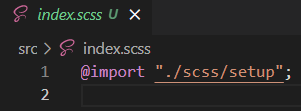 index.scss U ×
src > index.scss
1 @import "./scss/setup";
2